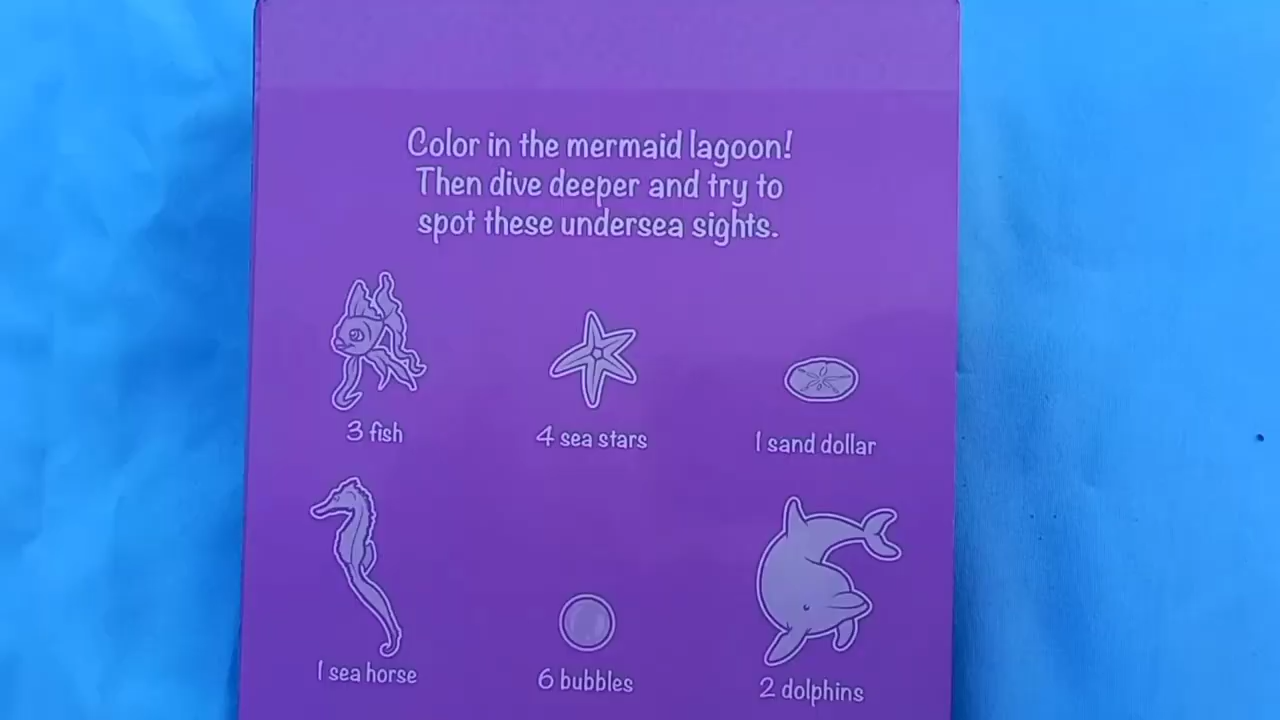 Color in the mermaid lagoon!
Then dive deeper and try to
spot these undersea sights.
3 fish
4 sea stars
1 sand dollar
1 sea horse
6 bubbles
2 dolphins